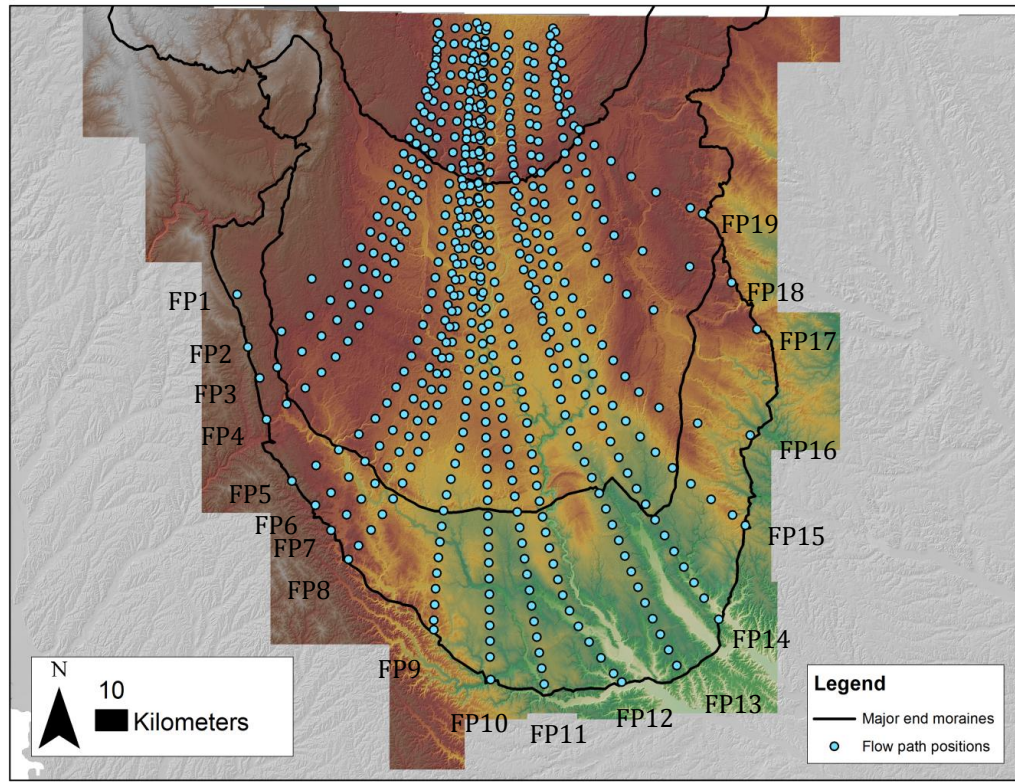 FP19
FP18
FP1
FP17
FP2
FP3
FP4
FP16
FP5
FP6
FP15
FP7
FP8
FP14
FP9
FP13
FP10
FP12
FP11
N
10
Kilometers
Legend
Major end moraines
Flow path positions